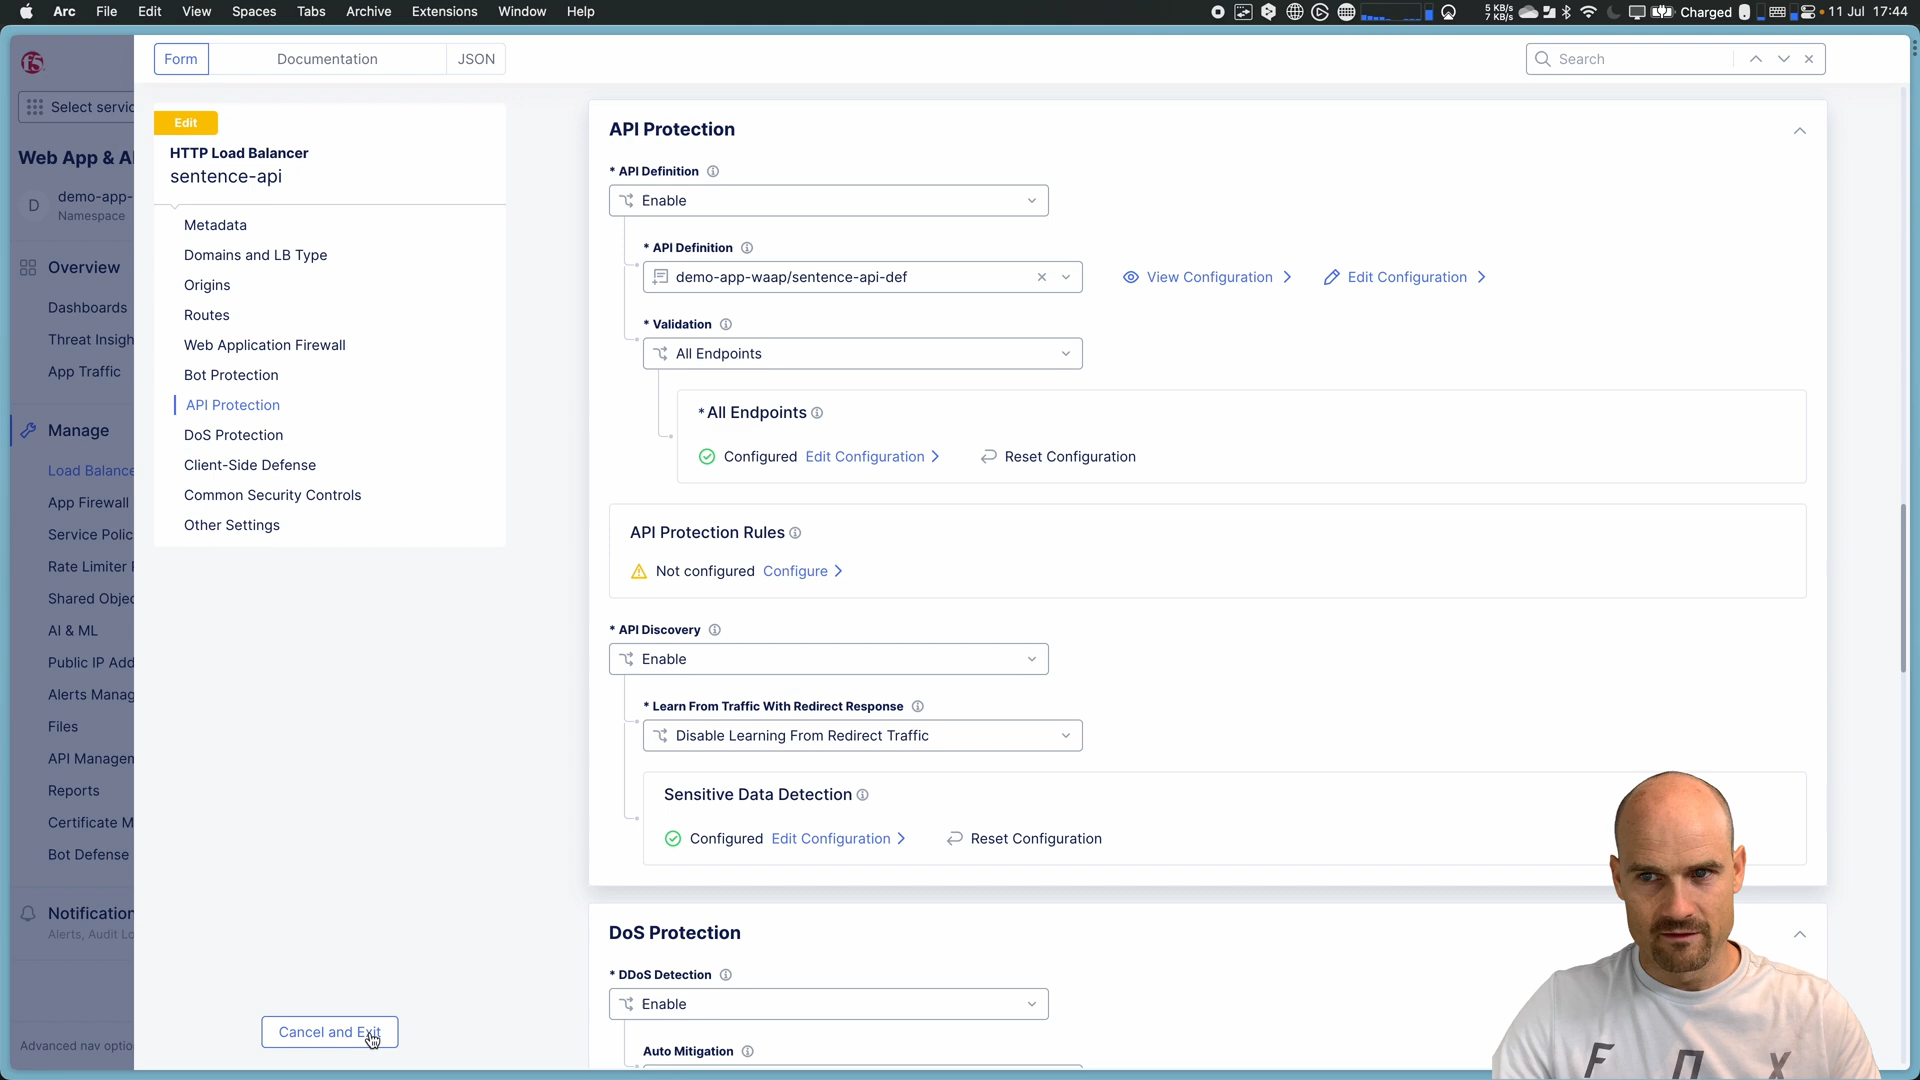 Arc File Edit View Spaces Tabs Archive Extensions Window Help
5 KB/s
7 KB/s
Charged
11 Jul 17:44
Form Documentation JSON
Search
Select servic
Web App & A
D demo-app-
Namespace
Overview
Dashboards
Threat Insigh
App Traffic
Manage
Load Balance
App Firewall
Service Polic
Rate Limiter
Shared Objec
AI & ML
Public IP Add
Alerts Manag
Files
API Managem
Reports
Certificate M
Bot Defense
Notification
Alerts, Audit Lo
Advanced nav optio
Edit
HTTP Load Balancer
sentence-api
Metadata
Domains and LB Type
Origins
Routes
Web Application Firewall
Bot Protection
API Protection
DoS Protection
Client-Side Defense
Common Security Controls
Other Settings
Cancel and Exit
API Protection
* API Definition
Enable
* API Definition
demo-app-waap/sentence-api-def
View Configuration
Edit Configuration
* Validation
All Endpoints
*All Endpoints
Configured Edit Configuration Reset Configuration
API Protection Rules
Not configured Configure
* API Discovery
Enable
* Learn From Traffic With Redirect Response
Disable Learning From Redirect Traffic
Sensitive Data Detection
Configured Edit Configuration Reset Configuration
DoS Protection
* DDoS Detection
Enable
Auto Mitigation